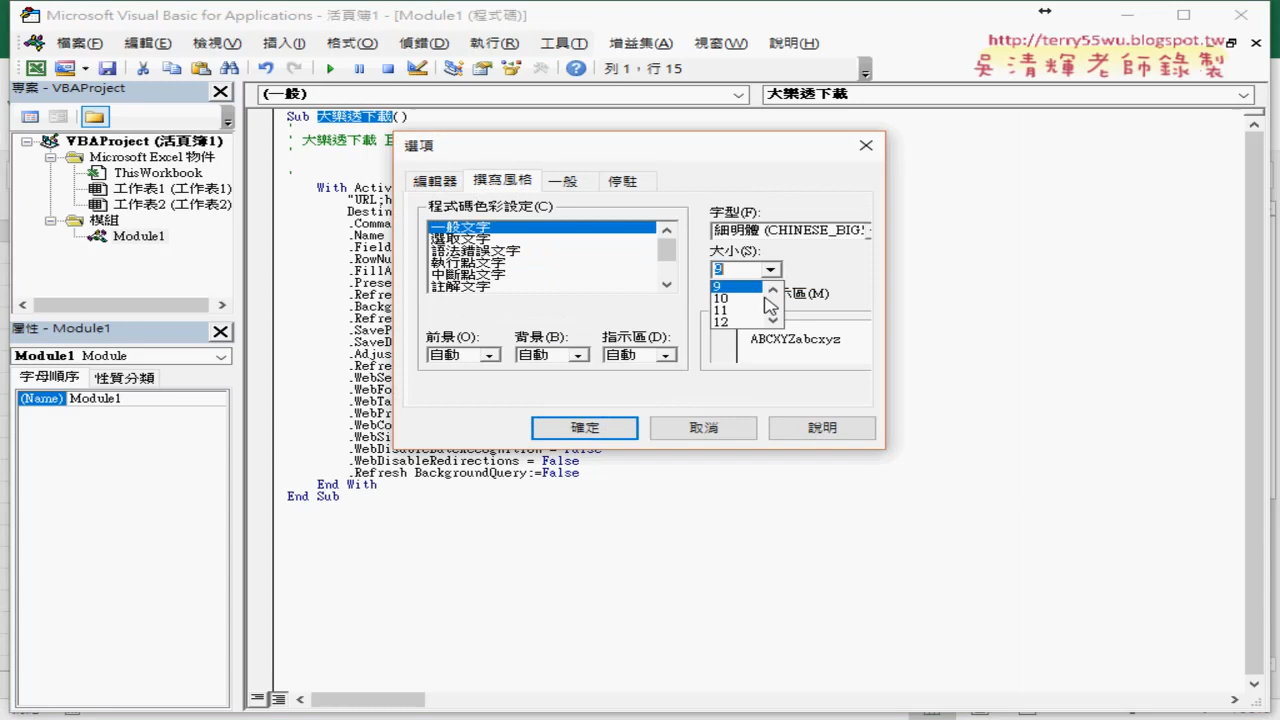 Microsoft Visual Basic for Applications - 活頁簿1 - [Module1 (程式碼)]
檔案(F) 編輯(E) 檢視(V) 插入(I) 格式(O) 偵錯(D) 執行(R) 工具(T) 增益集(A) 視窗(W) 說明(H)
http://terry55wu.blogspot.tw
吳清輝老師錄製
列 1，行 15
專案 - VBAProject
(一般)
大樂透下載
VBAProject (活頁簿1)
Microsoft Excel 物件
ThisWorkbook
工作表1 (工作表1)
工作表2 (工作表2)
模組
Module1
屬性 - Module1
Module1 Module
字母順序 性質分類
(Name) Module1
Sub 大樂透下載()
'
' 大樂透下載
'
'
With Activ
"URL;h
Destin
.Comma
.Name
.Field
.RowNu
.FillA
.Prese
.Refre
.Backg
.Refre
.SaveP
.SaveD
.Adjus
.Refre
.WebSe
.WebFo
.WebTa
.WebPr
.WebCo
.WebSi
.WebDisableDateRecognition = False
.WebDisableRedirections = False
.Refresh BackgroundQuery:=False
End With
End Sub
選項
編輯器 撰寫風格 一般 停駐
程式碼色彩設定(C)
一般文字
選取文字
語法錯誤文字
執行點文字
中斷點文字
註解文字
前景(O): 背景(B): 指示區(D):
自動 自動 自動
字型(F):
細明體 (CHINESE_BIG!
大小(S):
9
9
10
11
12
示區(M)
ABCXYZabcxyz
確定 取消 說明